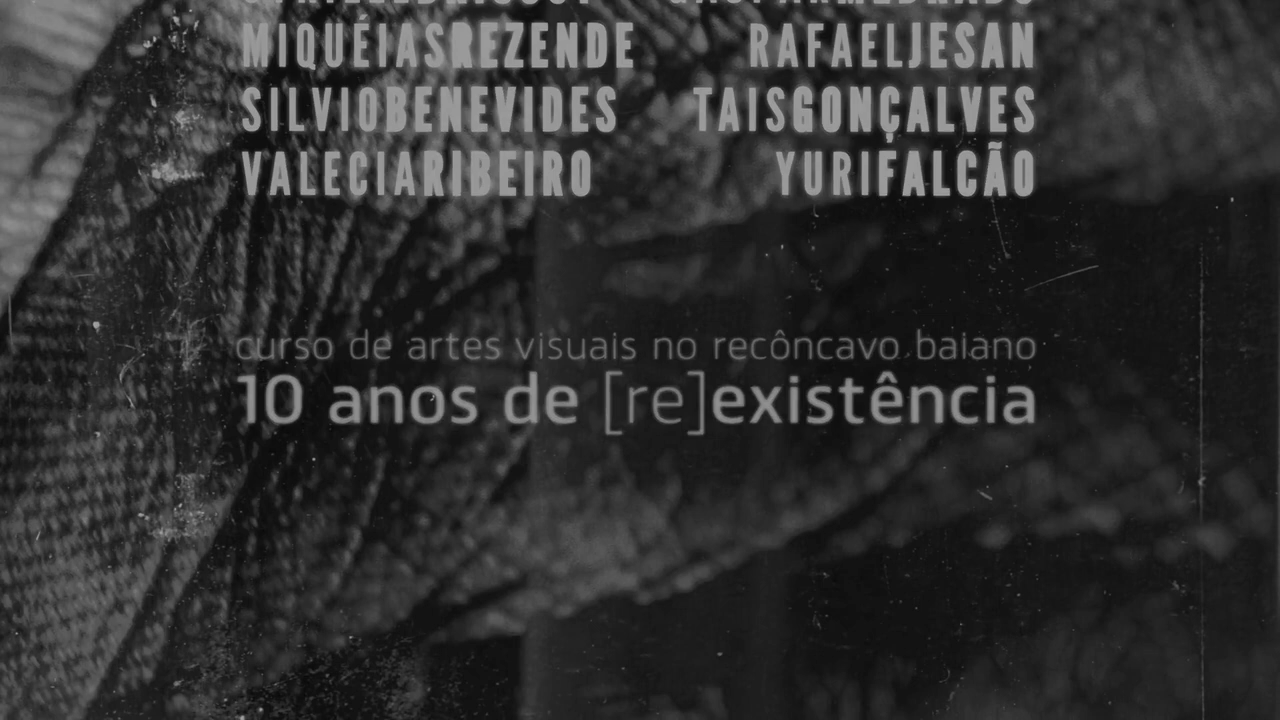 MIQUÉIASREZENDE RAFAELJESAN
SILVIOBENEVIDES TAISGONÇALVES
VALECIARIBEIRO YURIFALCÃO
curso de artes visuais no recôncavo baiano
10 anos de [re]existência